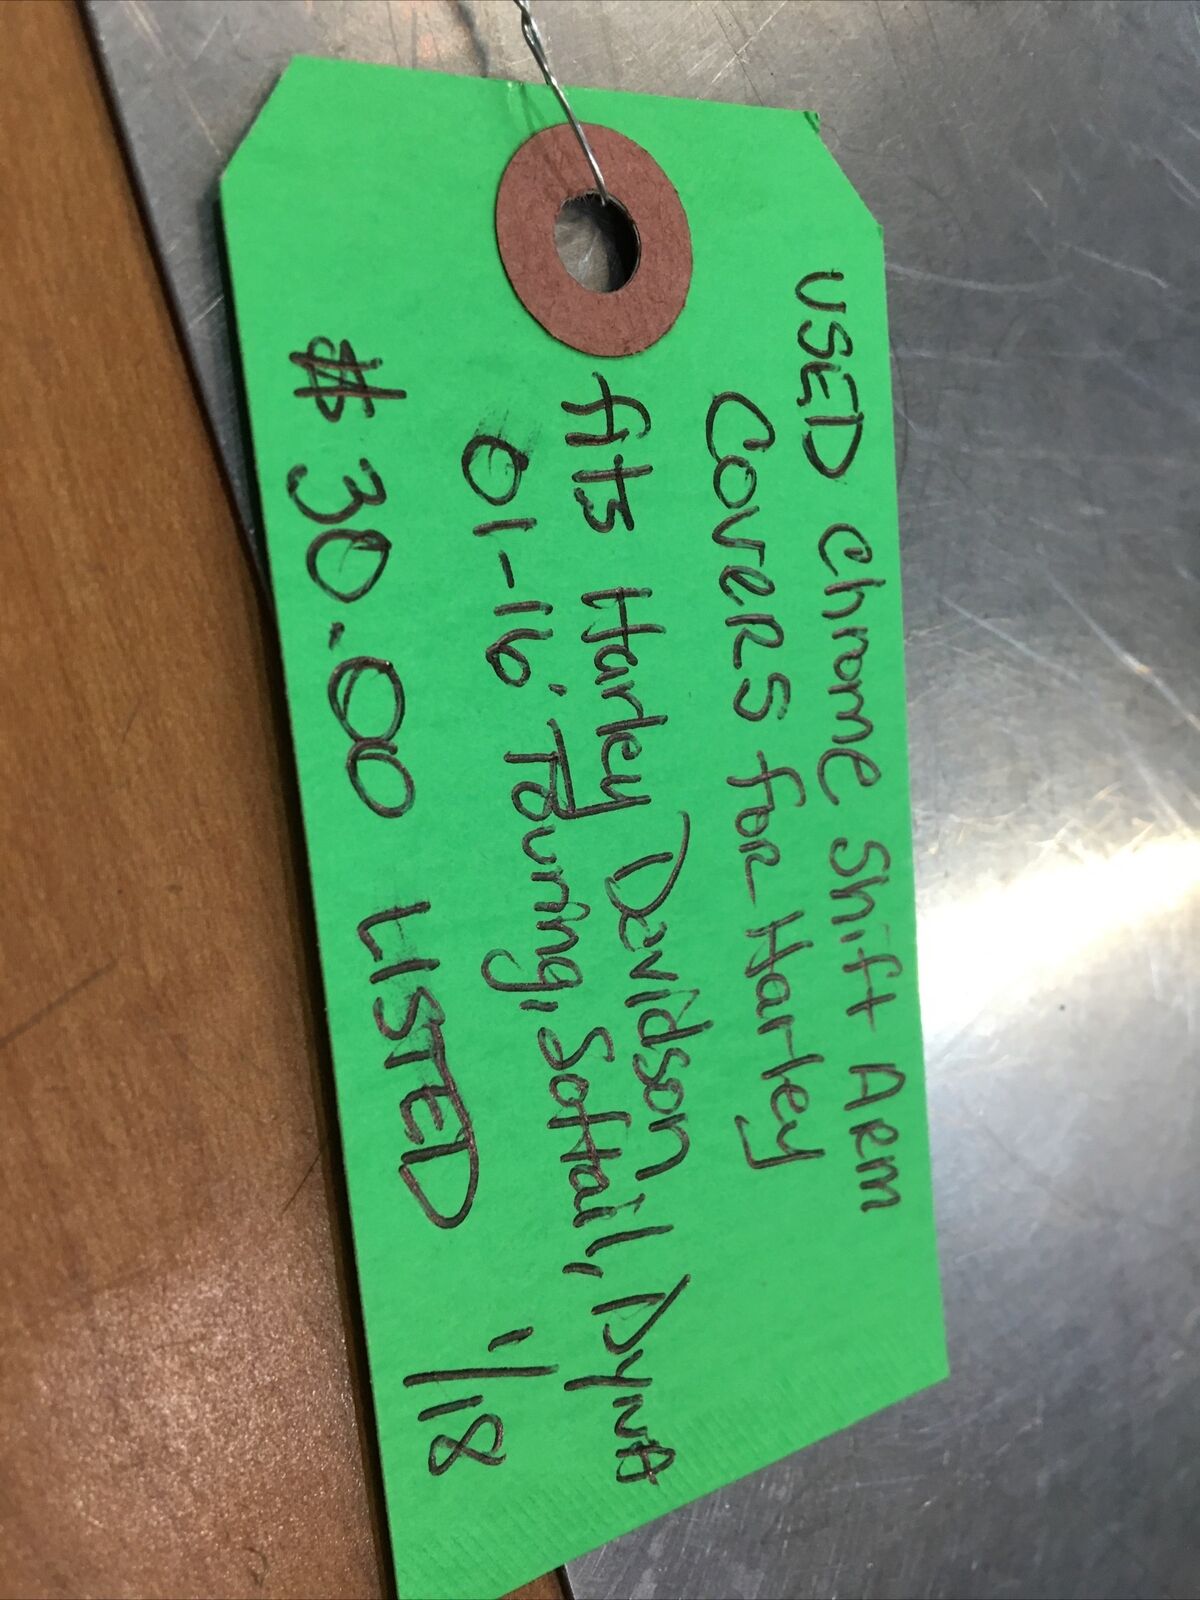 USED Chrome Shift Arm
Covers for Harley
fits Harley Davidson
01-16' Touring, Softail, Dyna
$30.00 LISTED 1/18